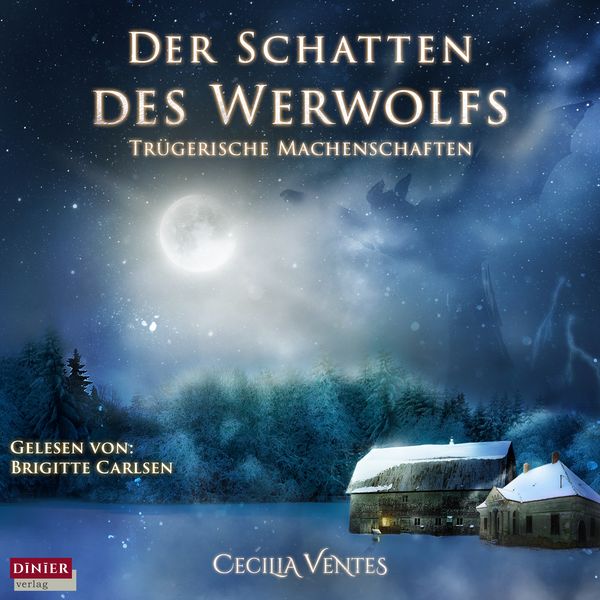 Der Schatten
des Werwolfs
Trügerische Machenschaften
Gelesen von:
Brigitte Carlsen
Cecilia Ventes
DINIER
verlag